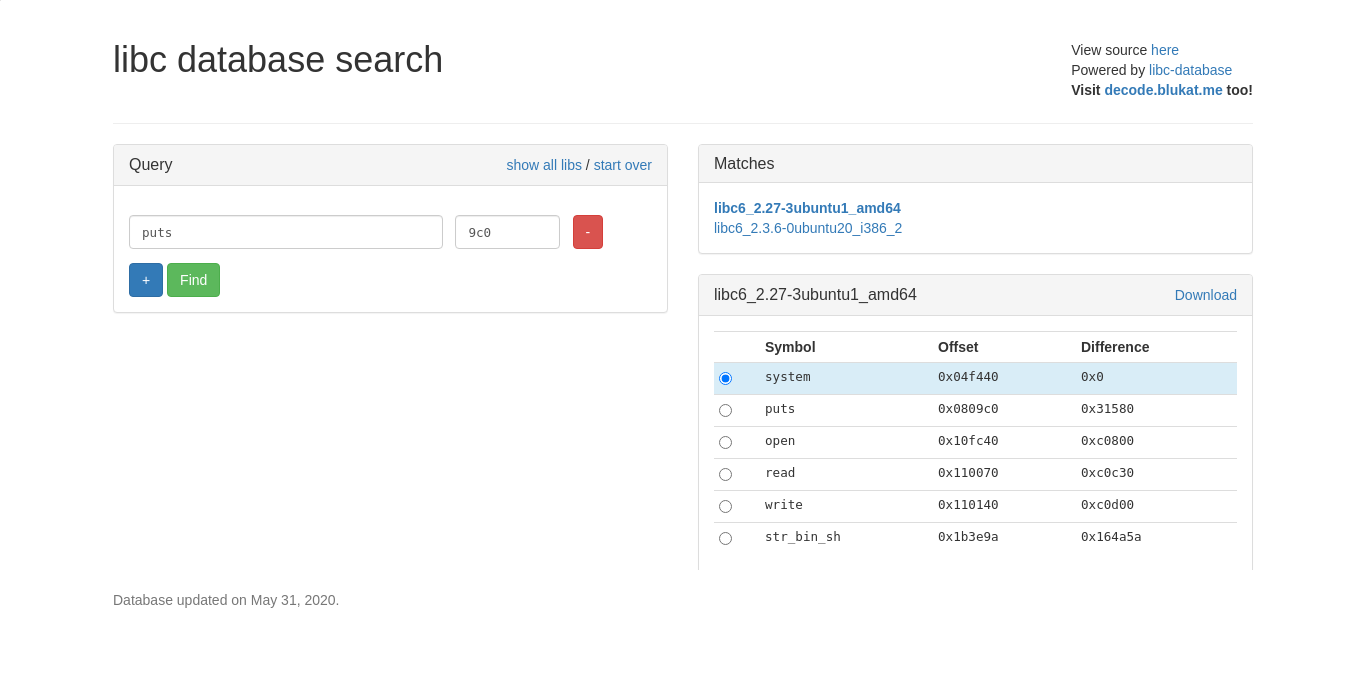 libc database search
View source here
Powered by libc-database
Visit decode.blukat.me too!
Query
show all libs / start over
puts
9c0
-
+
Find
Matches
libc6_2.27-3ubuntu1_amd64
libc6_2.3.6-0ubuntu20_i386_2
libc6_2.27-3ubuntu1_amd64
Download
Symbol Offset Difference
system 0x04f440 0x0
puts 0x0809c0 0x31580
open 0x10fc40 0xc0800
read 0x110070 0xc0c30
write 0x110140 0xc0d00
str_bin_sh 0x1b3e9a 0x164a5a
Database updated on May 31, 2020.